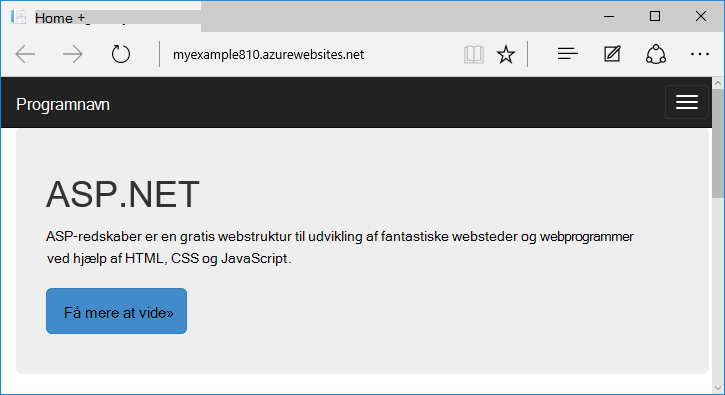 Home +
myexample810.azurewebsites.net
Programnavn
ASP.NET
ASP-redskaber er en gratis webstruktur til udvikling af fantastiske websteder og webprogrammer
ved hjælp af HTML, CSS og JavaScript.
Få mere at vide»